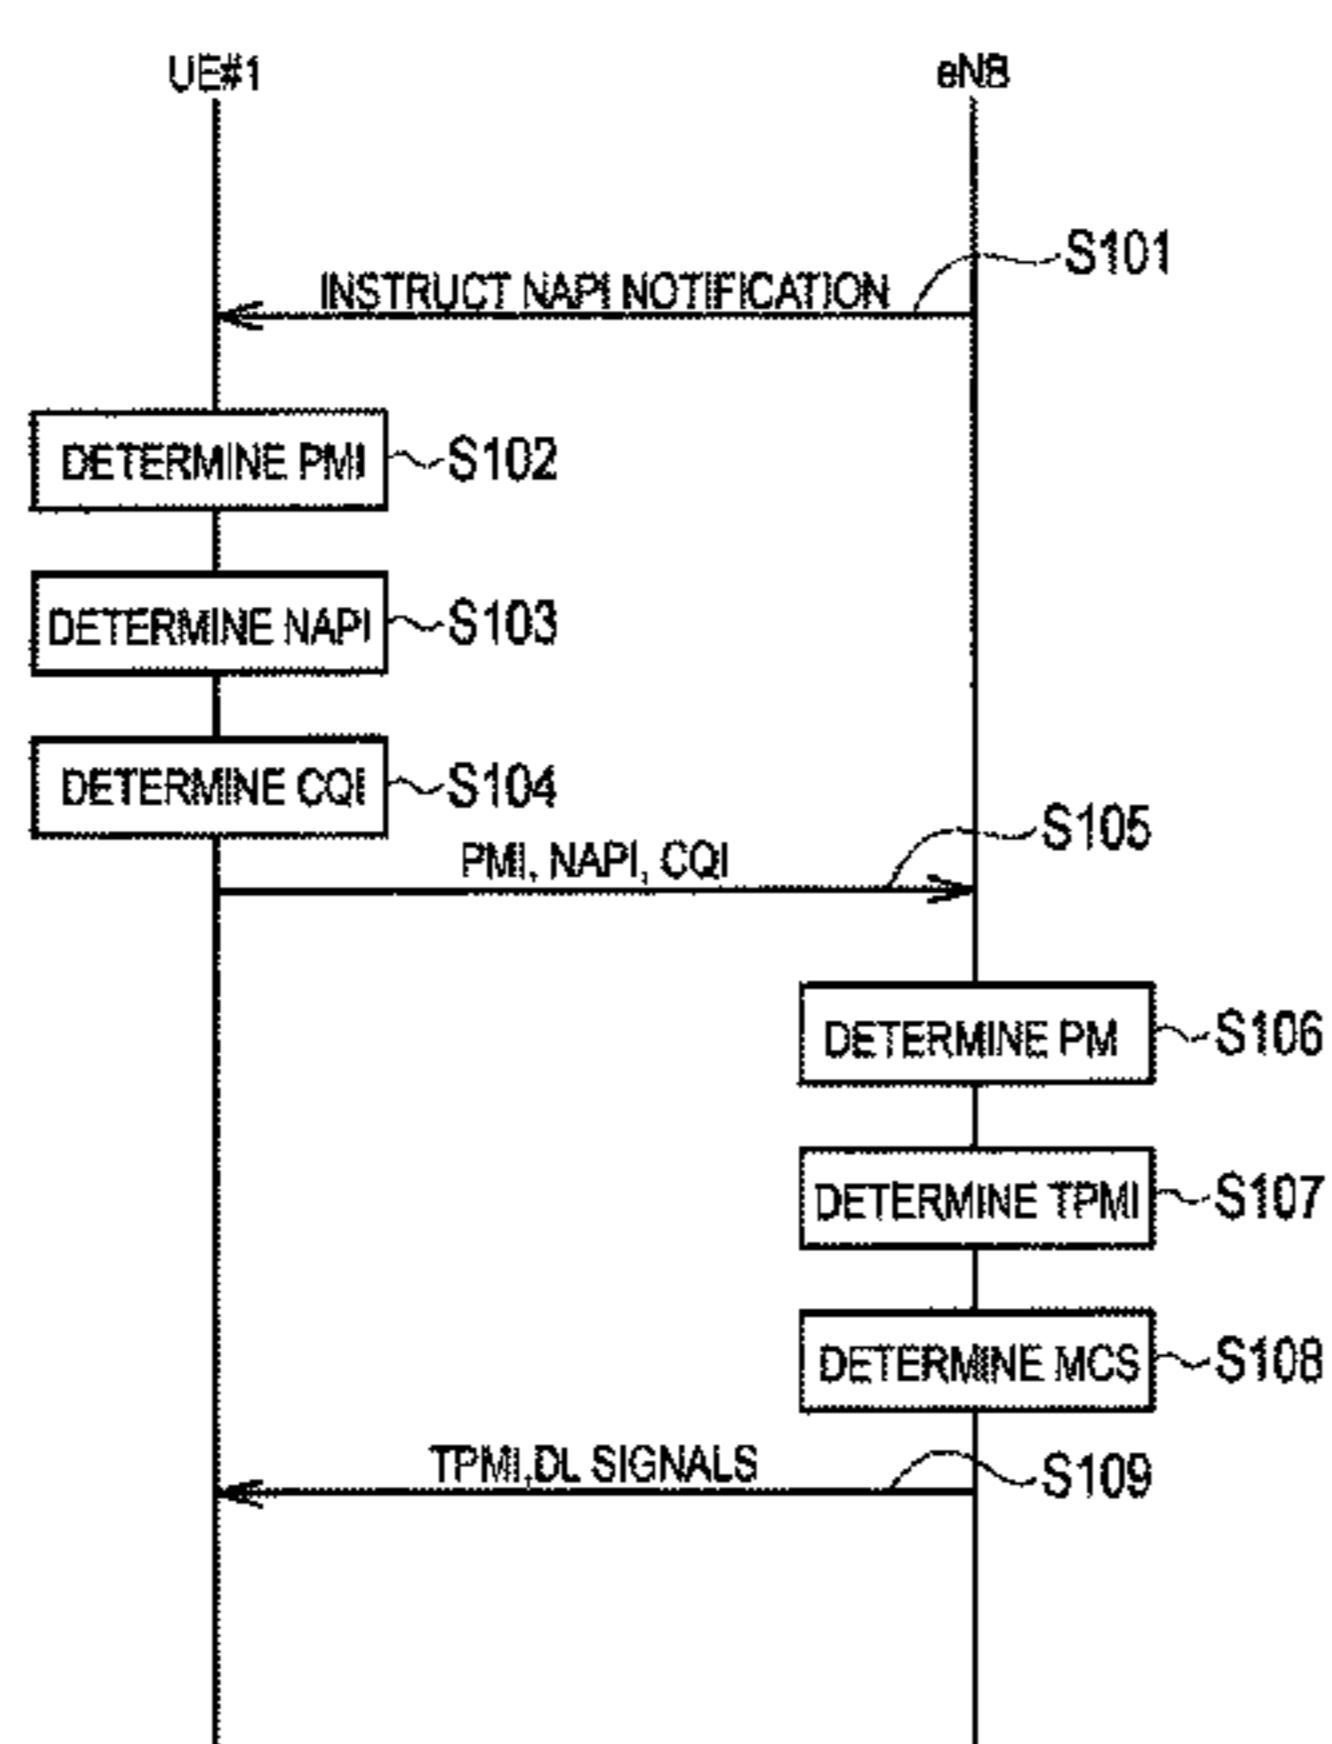 UE#1
eNB
S101
INSTRUCT NAPI NOTIFICATION
DETERMINE PMI
S102
DETERMINE NAPI
S103
DETERMINE CQI
S104
S105
PMI, NAPI, CQI
DETERMINE PM
S106
DETERMINE TPMI
S107
DETERMINE MCS
S108
TPMI,DL SIGNALS
S109